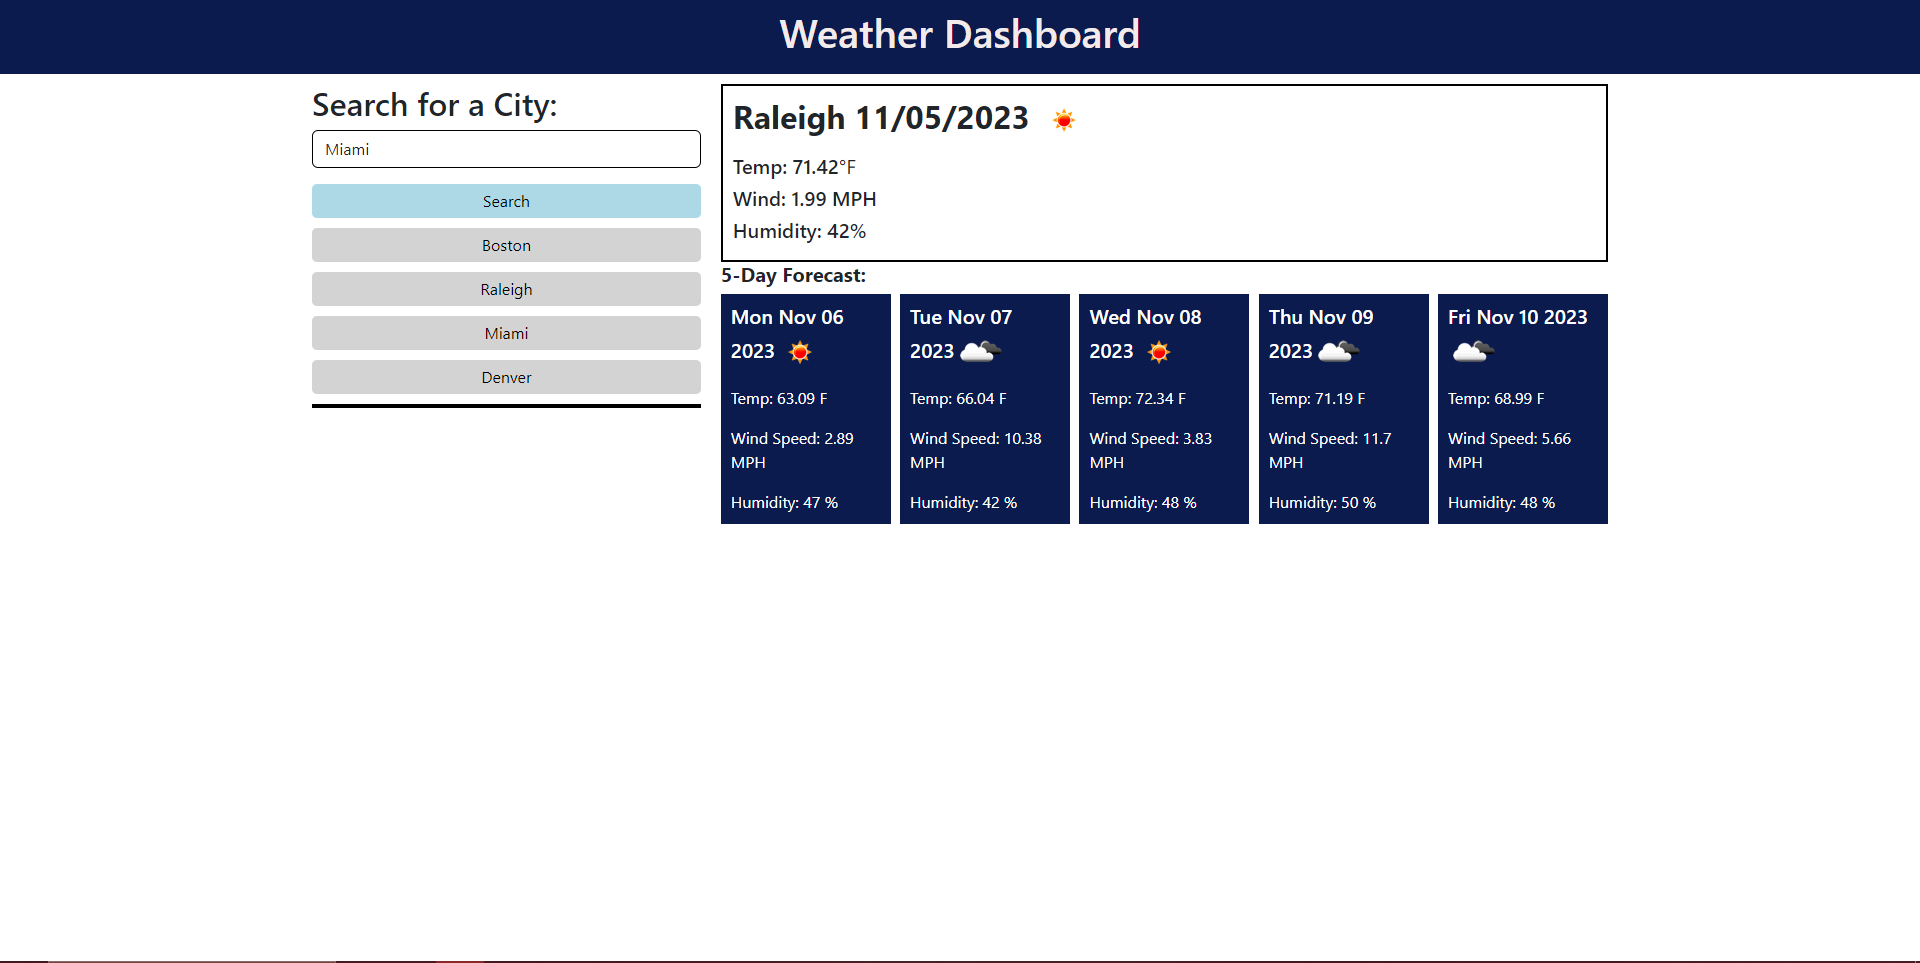 Weather Dashboard
Search for a City:
Miami
Search
Boston
Raleigh
Miami
Denver
Raleigh 11/05/2023
Temp: 71.42°F
Wind: 1.99 MPH
Humidity: 42%
5-Day Forecast:
Mon Nov 06
2023
Temp: 63.09 F
Wind Speed: 2.89
MPH
Humidity: 47 %
Tue Nov 07
2023
Temp: 66.04 F
Wind Speed: 10.38
MPH
Humidity: 42 %
Wed Nov 08
2023
Temp: 72.34 F
Wind Speed: 3.83
MPH
Humidity: 48 %
Thu Nov 09
2023
Temp: 71.19 F
Wind Speed: 11.7
MPH
Humidity: 50 %
Fri Nov 10 2023
Temp: 68.99 F
Wind Speed: 5.66
MPH
Humidity: 48 %